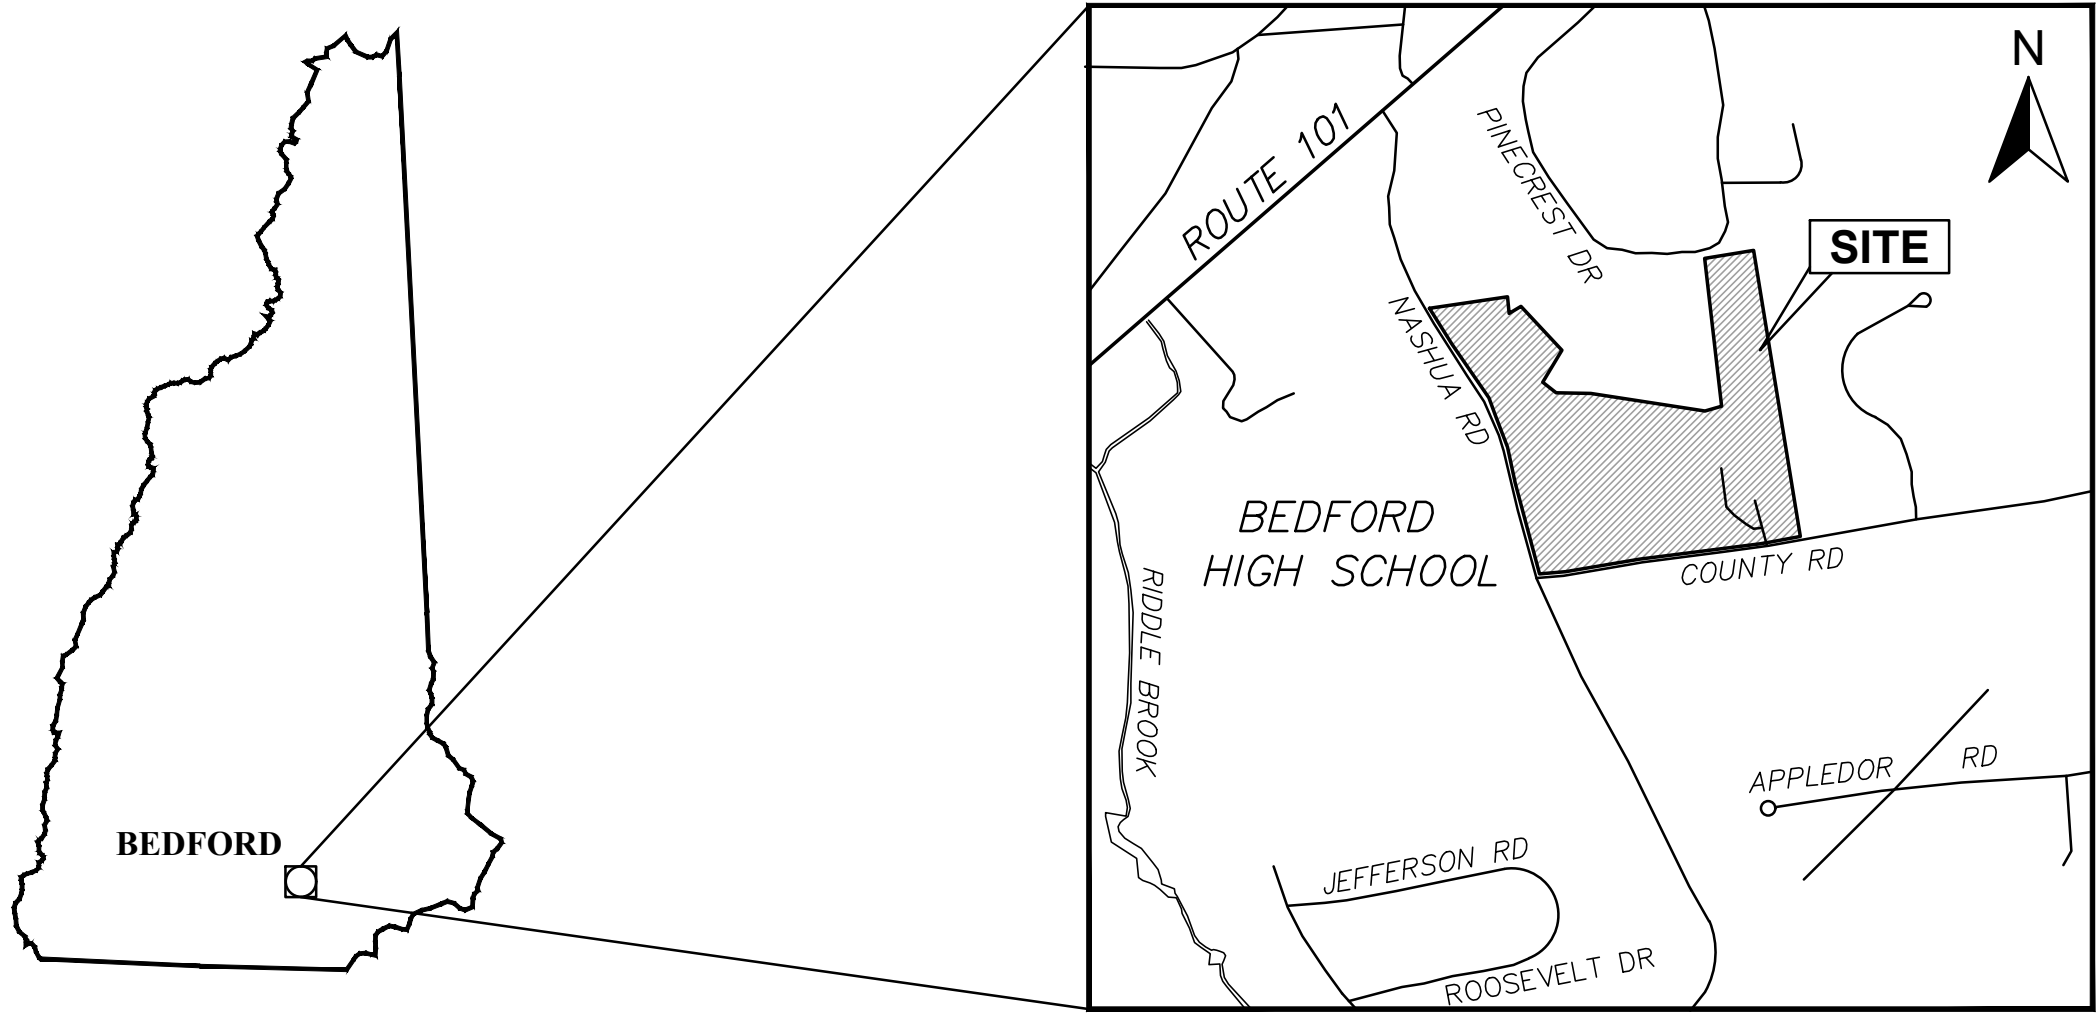 N
ROUTE 101
PINECREST DR
SITE
NASHUA RD
BEDFORD
HIGH SCHOOL
COUNTY RD
RIDDLE BROOK
APPLEDOR RD
BEDFORD
JEFFERSON RD
ROOSEVELT DR